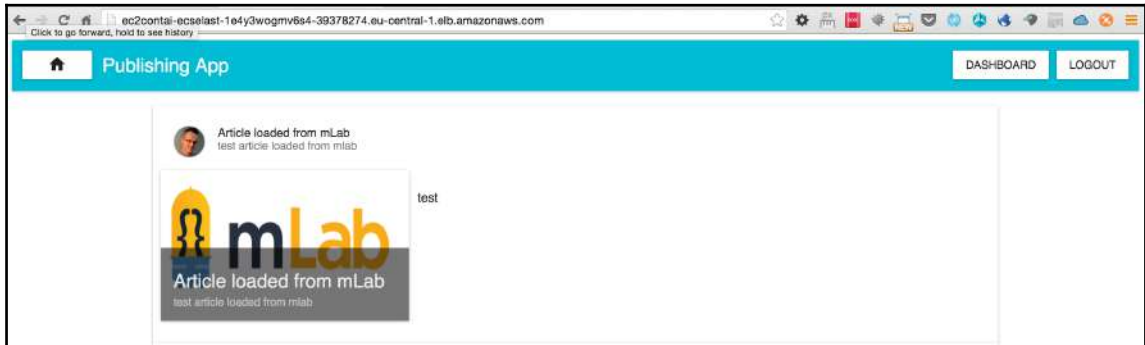 ec2contai-ecselast-1e4y3wogmv6s4-39378274.eu-central-1.elb.amazonaws.com
Click to go forward, hold to see history
Publishing App
DASHBOARD
LOGOUT
Article loaded from mLab
test article loaded from mlab
test
mLab
Article loaded from mLab
test article loaded from mlab